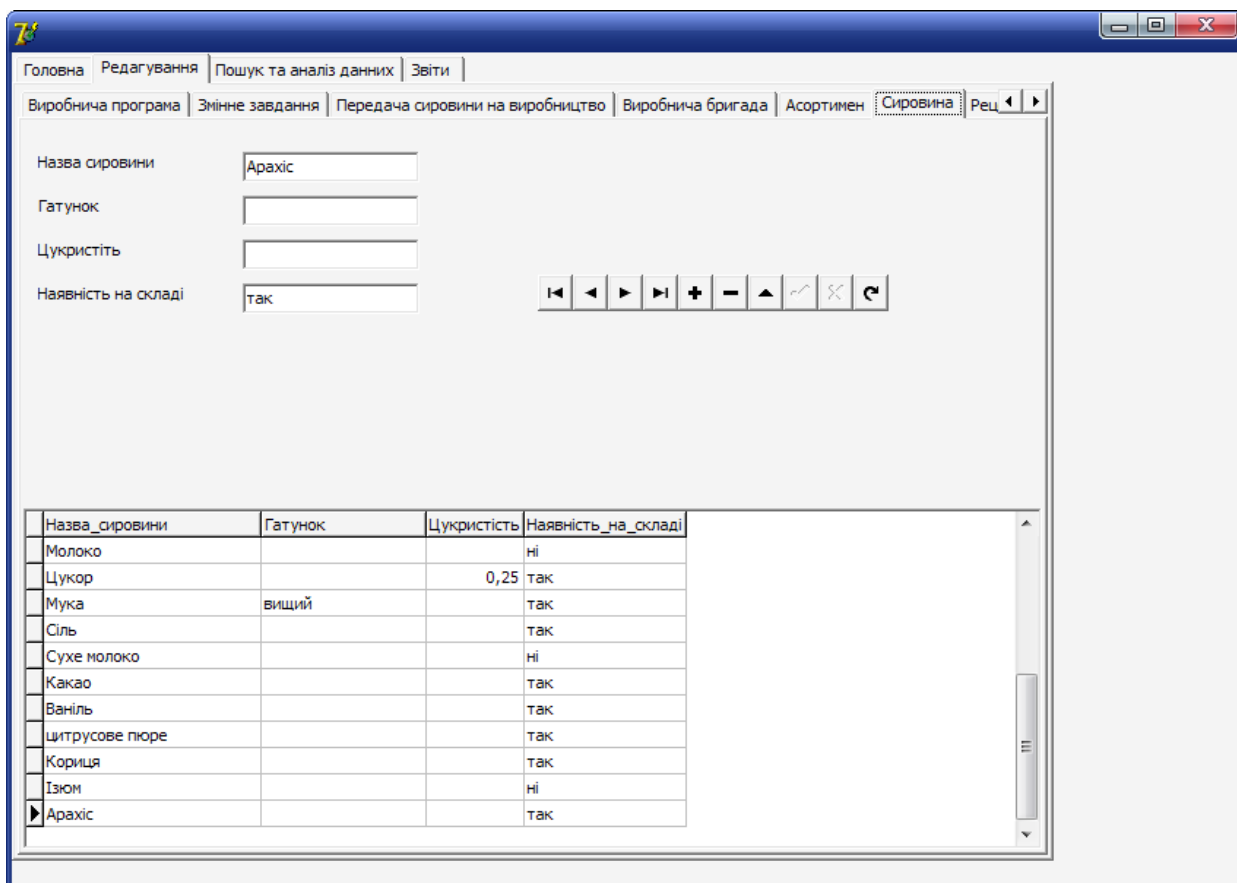 Головна Редагування Пошук та аналіз данних Звіти
Виробнича програма Змінне завдання Передача сировини на виробництво Виробнича бригада Асортимен Сировина Рец
Назва сировини Арахіс
Гатунок
Цукристіть
Наявність на складі так
Назва_сировини Гатунок Цукристість Наявність_на_складі
Молоко ні
Цукор 0,25 так
Мука вищий так
Сіль так
Сухе молоко ні
Какао так
Ваніль так
цитрусове пюре так
Кориця так
Ізюм ні
Арахіс так